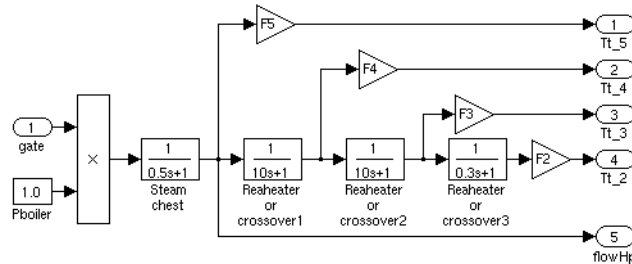 F5
1
Tt_5
F4
2
Tt_4
F3
3
Tt_3
1
gate
×
1
0.5s+1
Steam
chest
1
10s+1
Reaheater
or
crossover1
1
10s+1
Reaheater
or
crossover2
1
0.3s+1
Reaheater
or
crossover3
F2
4
Tt_2
1.0
Pboiler
5
flowHp